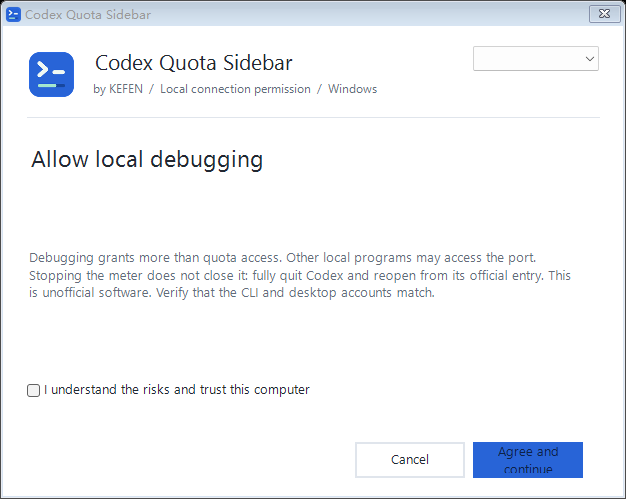 Codex Quota Sidebar
Codex Quota Sidebar
by KEFEN / Local connection permission / Windows
Allow local debugging
Debugging grants more than quota access. Other local programs may access the port.
Stopping the meter does not close it: fully quit Codex and reopen from its official entry. This
is unofficial software. Verify that the CLI and desktop accounts match.
I understand the risks and trust this computer
Cancel
Agree and
continue